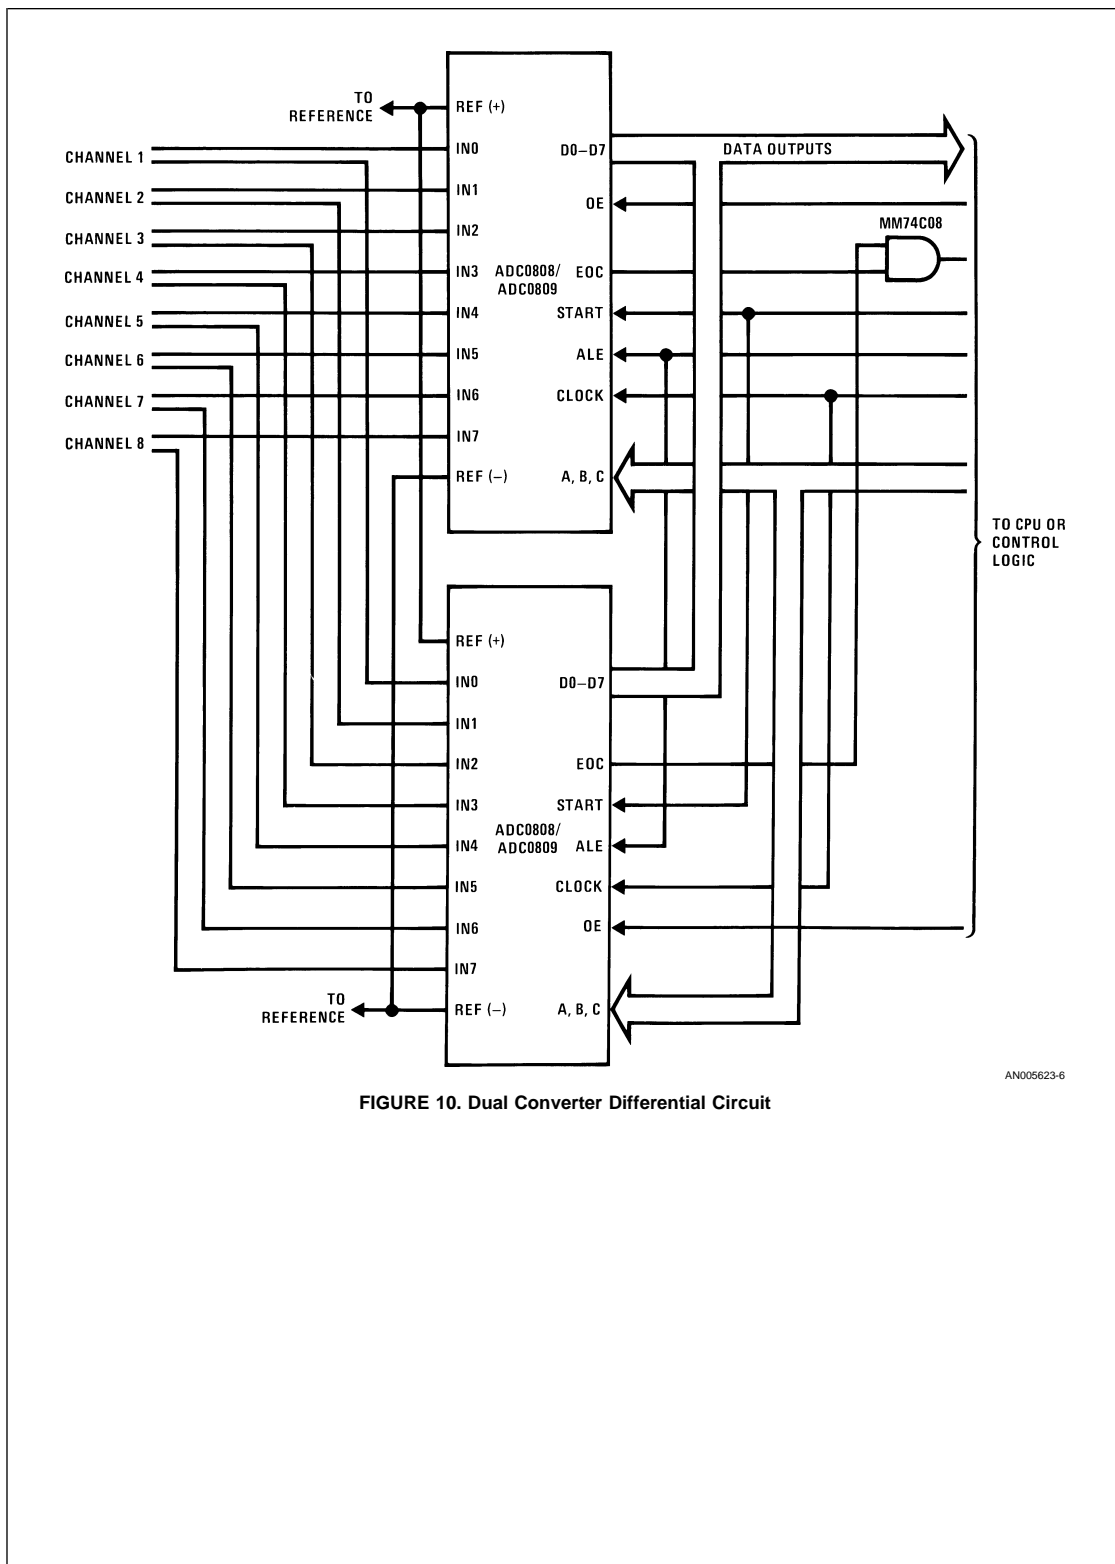 TO
REFERENCE
CHANNEL 1
CHANNEL 2
CHANNEL 3
CHANNEL 4
CHANNEL 5
CHANNEL 6
CHANNEL 7
CHANNEL 8
REF (+)
IN0
IN1
IN2
IN3
IN4
IN5
IN6
IN7
REF (−)
ADC0808/
ADC0809
D0–D7
OE
EOC
START
ALE
CLOCK
A, B, C
DATA OUTPUTS
MM74C08
TO CPU OR
CONTROL
LOGIC
REF (+)
IN0
IN1
IN2
IN3
IN4
IN5
IN6
IN7
REF (−)
ADC0808/
ADC0809
D0–D7
EOC
START
ALE
CLOCK
OE
A, B, C
TO
REFERENCE
AN005623-6
FIGURE 10. Dual Converter Differential Circuit